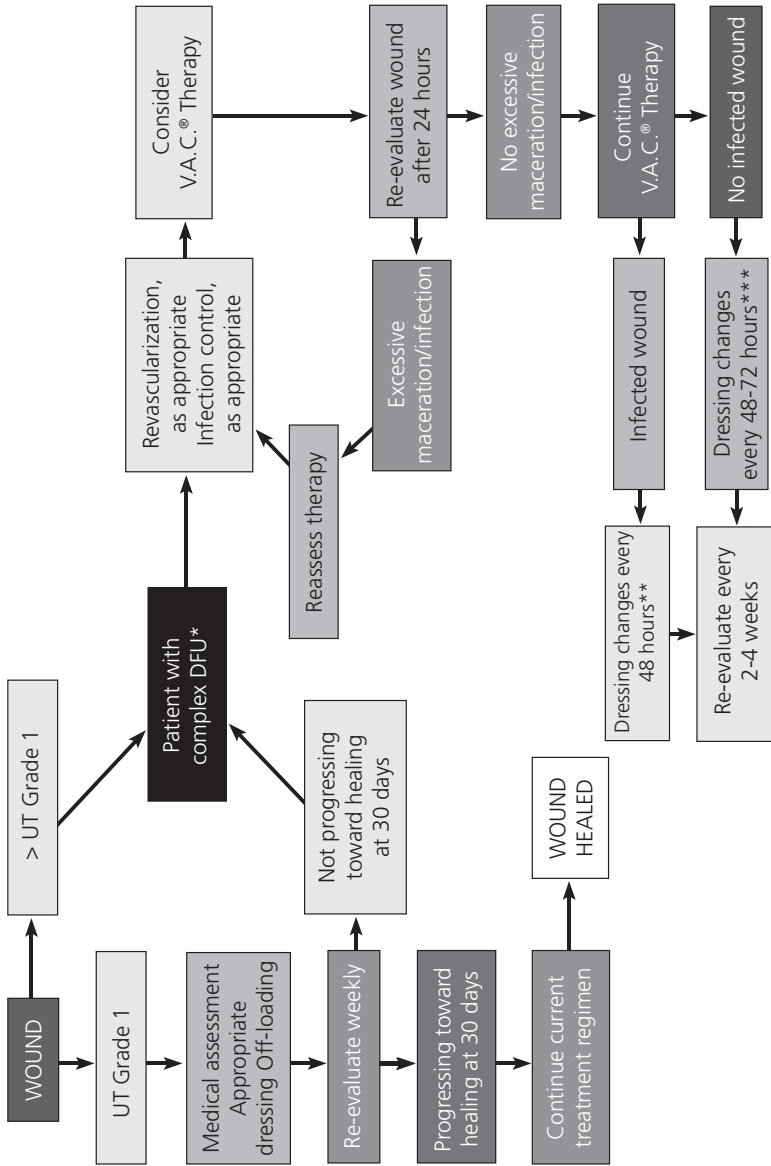 WOUND
> UT Grade 1
UT Grade 1
Medical assessment
Appropriate
dressing Off-loading
Re-evaluate weekly
Not progressing
toward healing
at 30 days
Progressing toward
healing at 30 days
Continue current
treatment regimen
WOUND
HEALED
Patient with
complex DFU*
Revascularization,
as appropriate
Infection control,
as appropriate
Consider
V.A.C.® Therapy
Re-evaluate wound
after 24 hours
Excessive
maceration/infection
Reassess therapy
No excessive
maceration/infection
Continue
V.A.C.® Therapy
Infected wound
Dressing changes every
48 hours**
No infected wound
Dressing changes
every 48-72 hours***
Re-evaluate every
2-4 weeks